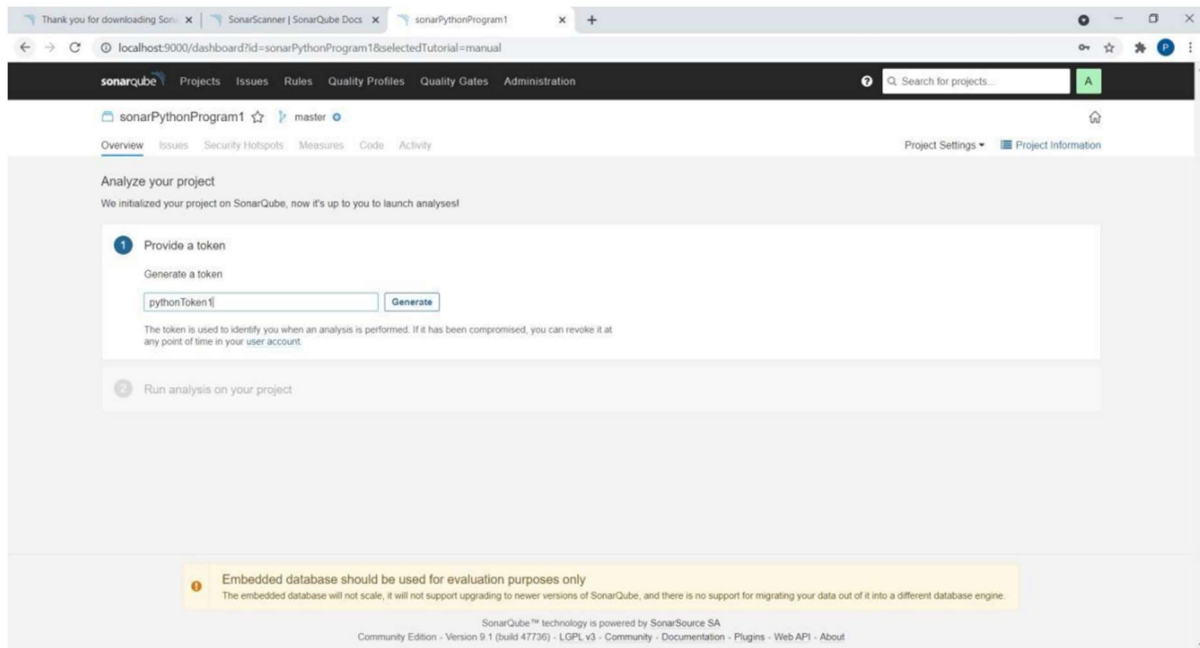 Thank you for downloading Son SonarScanner | SonarQube Docs sonarPythonProgram1
localhost:9000/dashboard?id=sonarPythonProgram1&selectedTutorial=manual P
sonarqube Projects Issues Rules Quality Profiles Quality Gates Administration ? Search for projects... A
sonarPythonProgram1 master
Overview Issues Security Hotspots Measures Code Activity Project Settings Project Information
Analyze your project
We initialized your project on SonarQube, now it's up to you to launch analyses!
1 Provide a token
Generate a token
pythonToken1 Generate
The token is used to identify you when an analysis is performed. If it has been compromised, you can revoke it at
any point of time in your user account.
2 Run analysis on your project
Embedded database should be used for evaluation purposes only
The embedded database will not scale, it will not support upgrading to newer versions of SonarQube, and there is no support for migrating your data out of it into a different database engine.
SonarQube™ technology is powered by SonarSource SA
Community Edition - Version 9.1 (build 47736) - LGPL v3 - Community - Documentation - Plugins - Web API - About